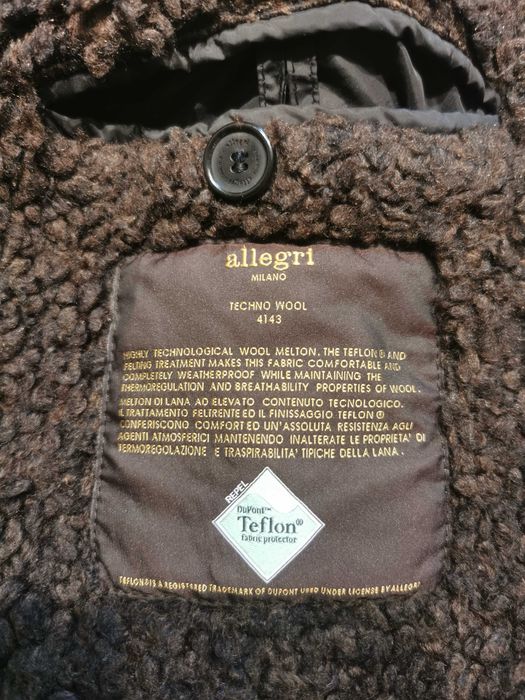 allegri
MILANO
TECHNO WOOL
4143
HIGHLY TECHNOLOGICAL WOOL MELTON. THE TEFLON® AND
FELTING TREATMENT MAKES THIS FABRIC COMFORTABLE AND
COMPLETELY WEATHERPROOF WHILE MAINTAINING THE
THERMOREGULATION AND BREATHABILITY PROPERTIES OF WOOL.
MELTON DI LANA AD ELEVATO CONTENUTO TECNOLOGICO.
IL TRATTAMENTO FELTRENTE ED IL FINISSAGGIO TEFLON®
CONFERISCONO COMFORT ED UN'ASSOLUTA RESISTENZA AGLI
AGENTI ATMOSFERICI MANTENENDO INALTERATE LE PROPRIETA' DI
TERMOREGOLAZIONE E TRASPIRABILITA' TIPICHE DELLA LANA.
REPEL
DuPont™
Teflon®
fabric protector
TEFLON® IS A REGISTERED TRADEMARK OF DUPONT USED UNDER LICENSE BY ALLEGRI